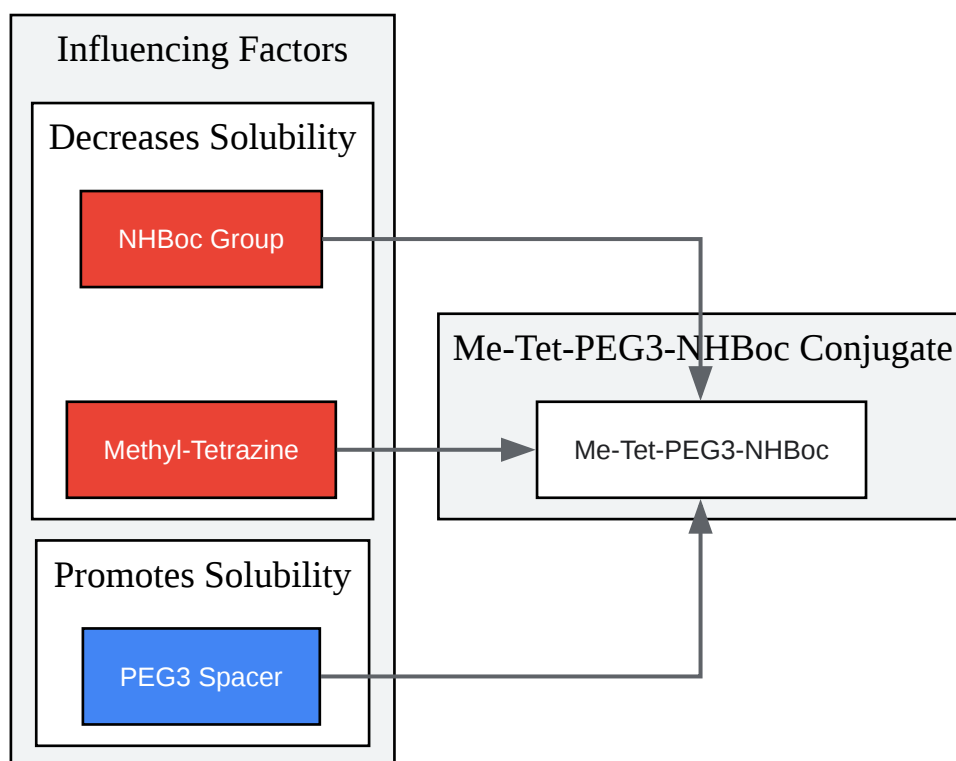 Influencing Factors
Decreases Solubility
NHBoc Group
Methyl-Tetrazine
Promotes Solubility
PEG3 Spacer
Me-Tet-PEG3-NHBoc Conjugate
Me-Tet-PEG3-NHBoc